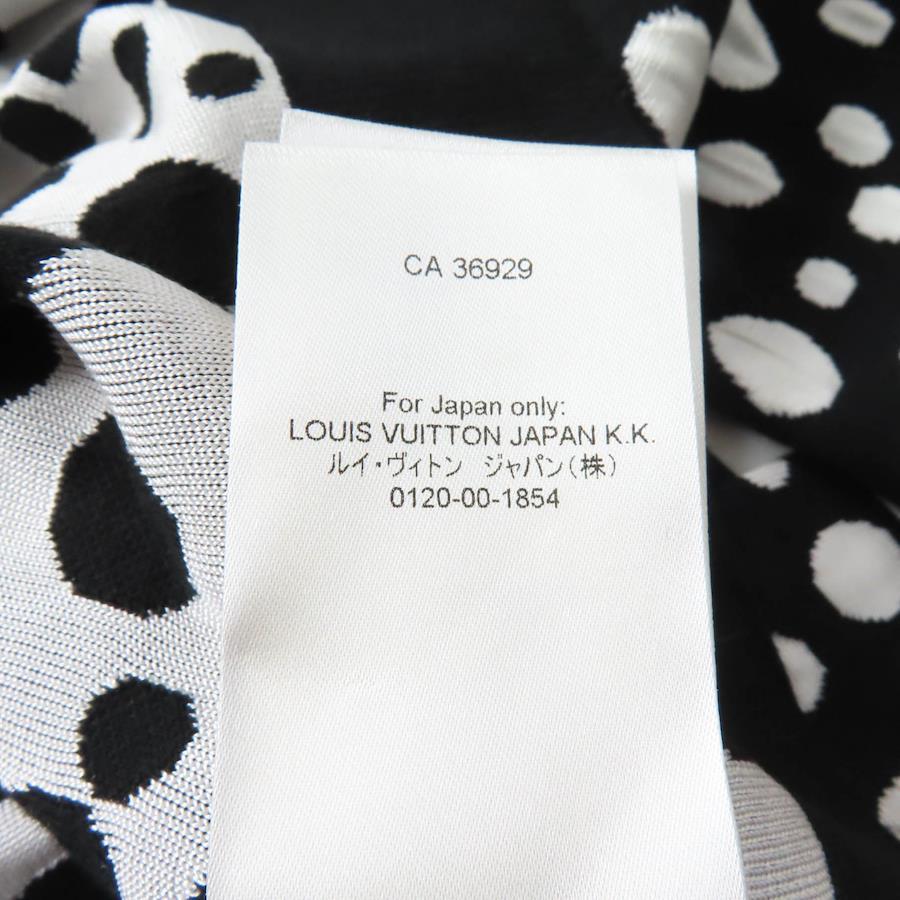 CA 36929
For Japan only:
LOUIS VUITTON JAPAN K.K.
ルイ・ヴィトン ジャパン(株)
0120-00-1854